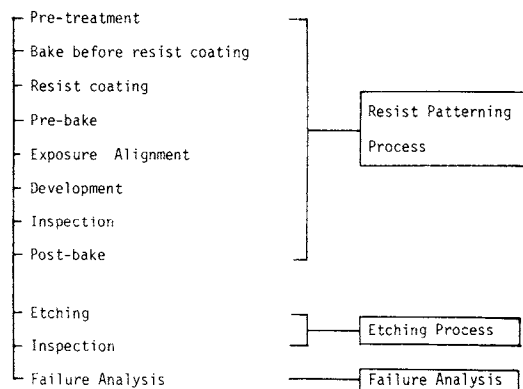 Pre-treatment
Bake before resist coating
Resist coating
Pre-bake
Exposure Alignment
Development
Inspection
Post-bake
Resist Patterning
Process
Etching
Inspection
Etching Process
Failure Analysis
Failure Analysis